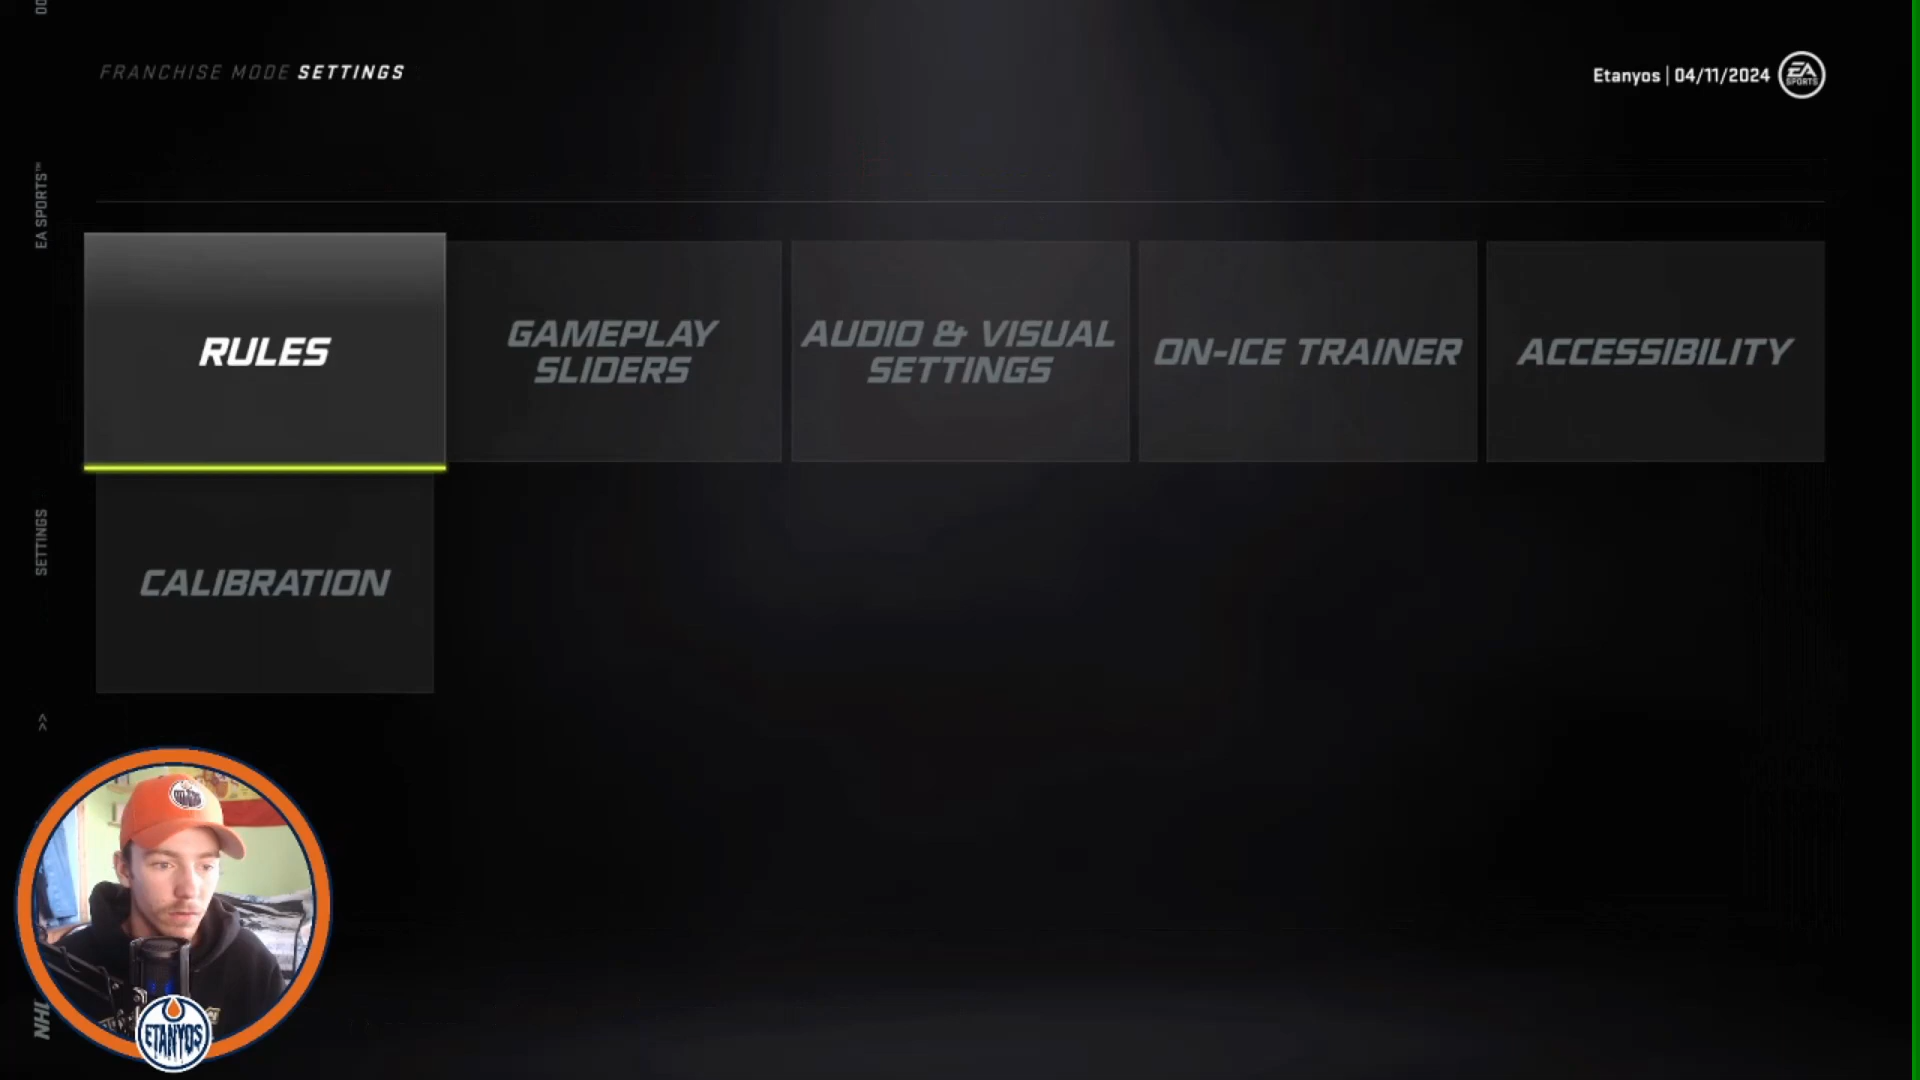 FRANCHISE MODE SETTINGS
Etanyos | 04/11/2024
EA SPORTS
EA SPORTS™
SETTINGS
>>
NHL
RULES
GAMEPLAY
SLIDERS
AUDIO & VISUAL
SETTINGS
ON-ICE TRAINER
ACCESSIBILITY
CALIBRATION
OILERS
ETANYOS